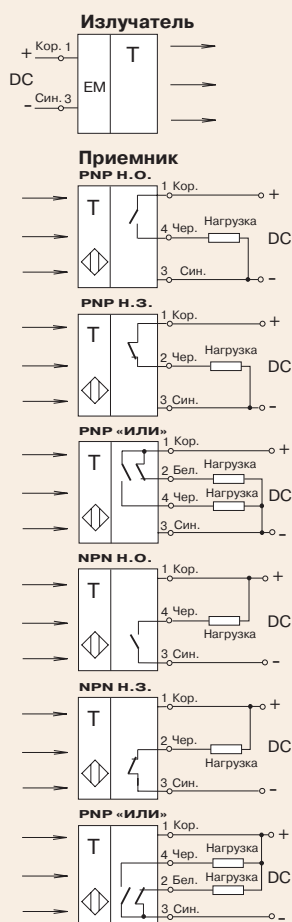 Излучатель
+ Кор. 1
T
DC
EM
- Син. 3
Приемник
PNP Н.О.
1 Кор.
+
T
4 Чер.
Нагрузка
DC
3 Син.
-
PNP Н.З.
1 Кор.
+
T
2 Чер.
Нагрузка
DC
3 Син.
-
PNP «ИЛИ»
1 Кор.
+
T
2 Бел.
Нагрузка
4 Чер.
Нагрузка
DC
3 Син.
-
NPN Н.О.
1 Кор.
+
T
4 Чер.
DC
Нагрузка
3 Син.
-
NPN Н.З.
1 Кор.
+
T
2 Чер.
DC
Нагрузка
3 Син.
-
PNP «ИЛИ»
1 Кор.
+
T
4 Чер.
Нагрузка
2 Бел.
Нагрузка
DC
3 Син.
-